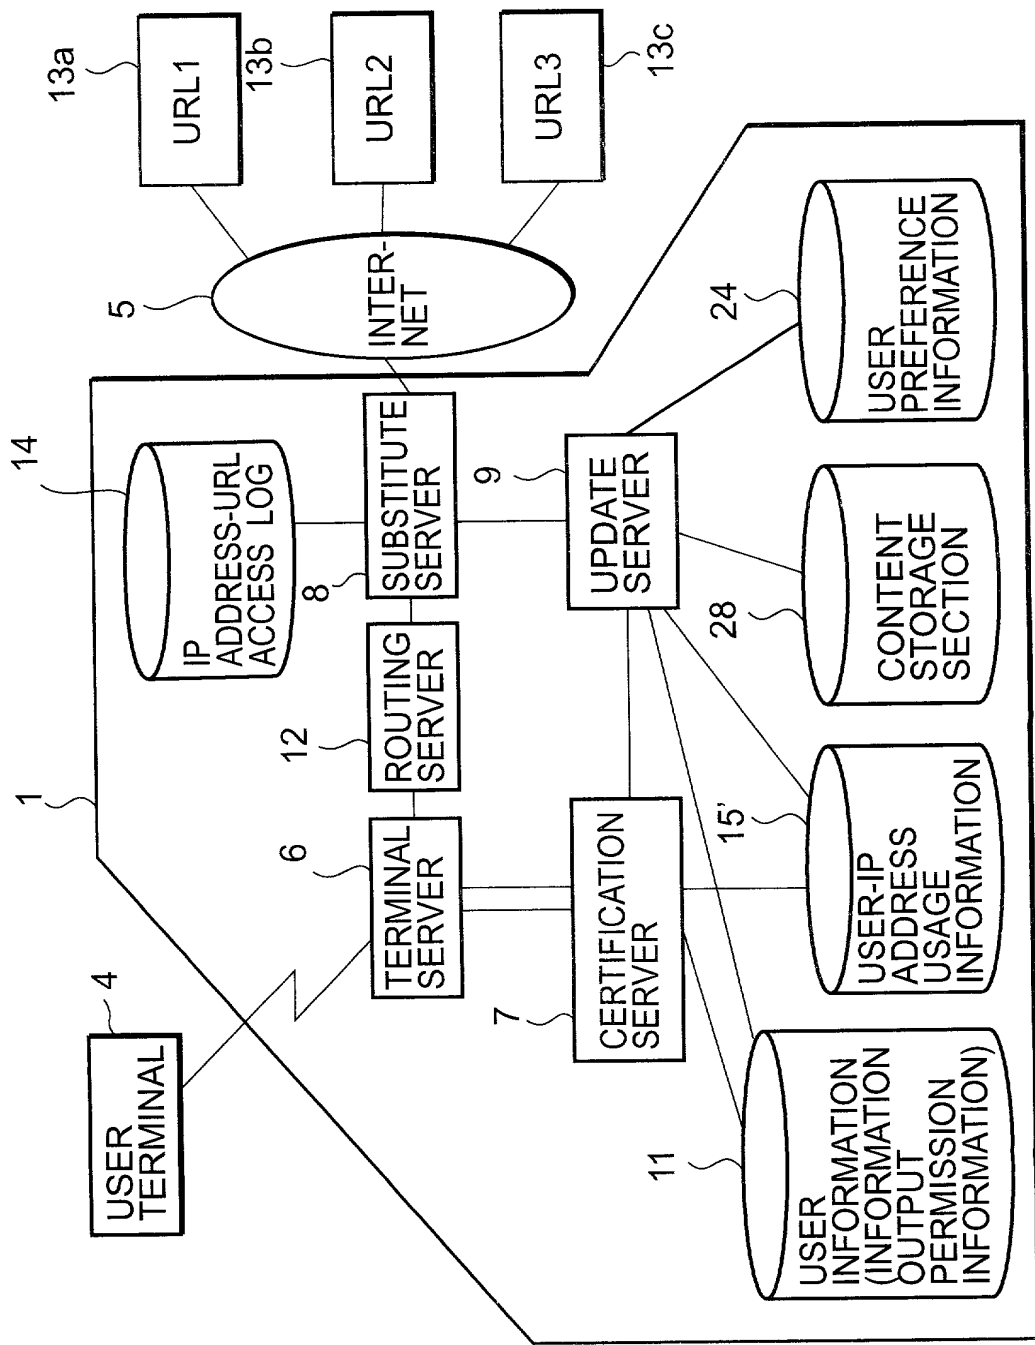 1
4
USER
TERMINAL
14
IP
ADDRESS-URL
ACCESS LOG
5
INTER-
NET
13a
URL1
13b
URL2
13c
URL3
6
TERMINAL
SERVER
12
ROUTING
SERVER
8
SUBSTITUTE
SERVER
7
CERTIFICATION
SERVER
9
UPDATE
SERVER
11
USER
INFORMATION
(INFORMATION
OUTPUT
PERMISSION
INFORMATION)
15'
USER-IP
ADDRESS
USAGE
INFORMATION
28
CONTENT
STORAGE
SECTION
24
USER
PREFERENCE
INFORMATION